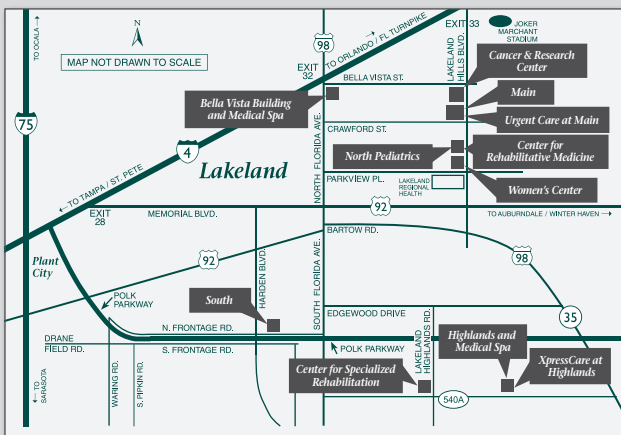 TO OCALA →
N
MAP NOT DRAWN TO SCALE
98
→
TO ORLANDO / FL TURNPIKE
EXIT 33
JOKER
MARCHANT
STADIUM
EXIT
32
LAKELAND
HILLS BLVD.
BELLA VISTA ST.
Cancer & Research
Center
Main
Bella Vista Building
and Medical Spa
Urgent Care at Main
75
NORTH FLORIDA AVE.
CRAWFORD ST.
4
North Pediatrics
Center for
Rehabilitative Medicine
Lakeland
PARKVIEW PL.
LAKELAND
REGIONAL
HEALTH
Women's Center
← TO TAMPA / ST. PETE
EXIT
28
MEMORIAL BLVD.
92
TO AUBURNDALE / WINTER HAVEN →
BARTOW RD.
92
98
Plant
City
HARDEN BLVD.
SOUTH FLORIDA AVE.
POLK
PARKWAY
South
EDGEWOOD DRIVE
35
N. FRONTAGE RD.
DRANE
FIELD RD.
S. FRONTAGE RD.
POLK PARKWAY
LAKELAND
HIGHLANDS RD.
Highlands and
Medical Spa
XpressCare at
Highlands
Center for Specialized
Rehabilitation
← TO
SARASOTA
WARING RD.
S. PIPKIN RD.
540A